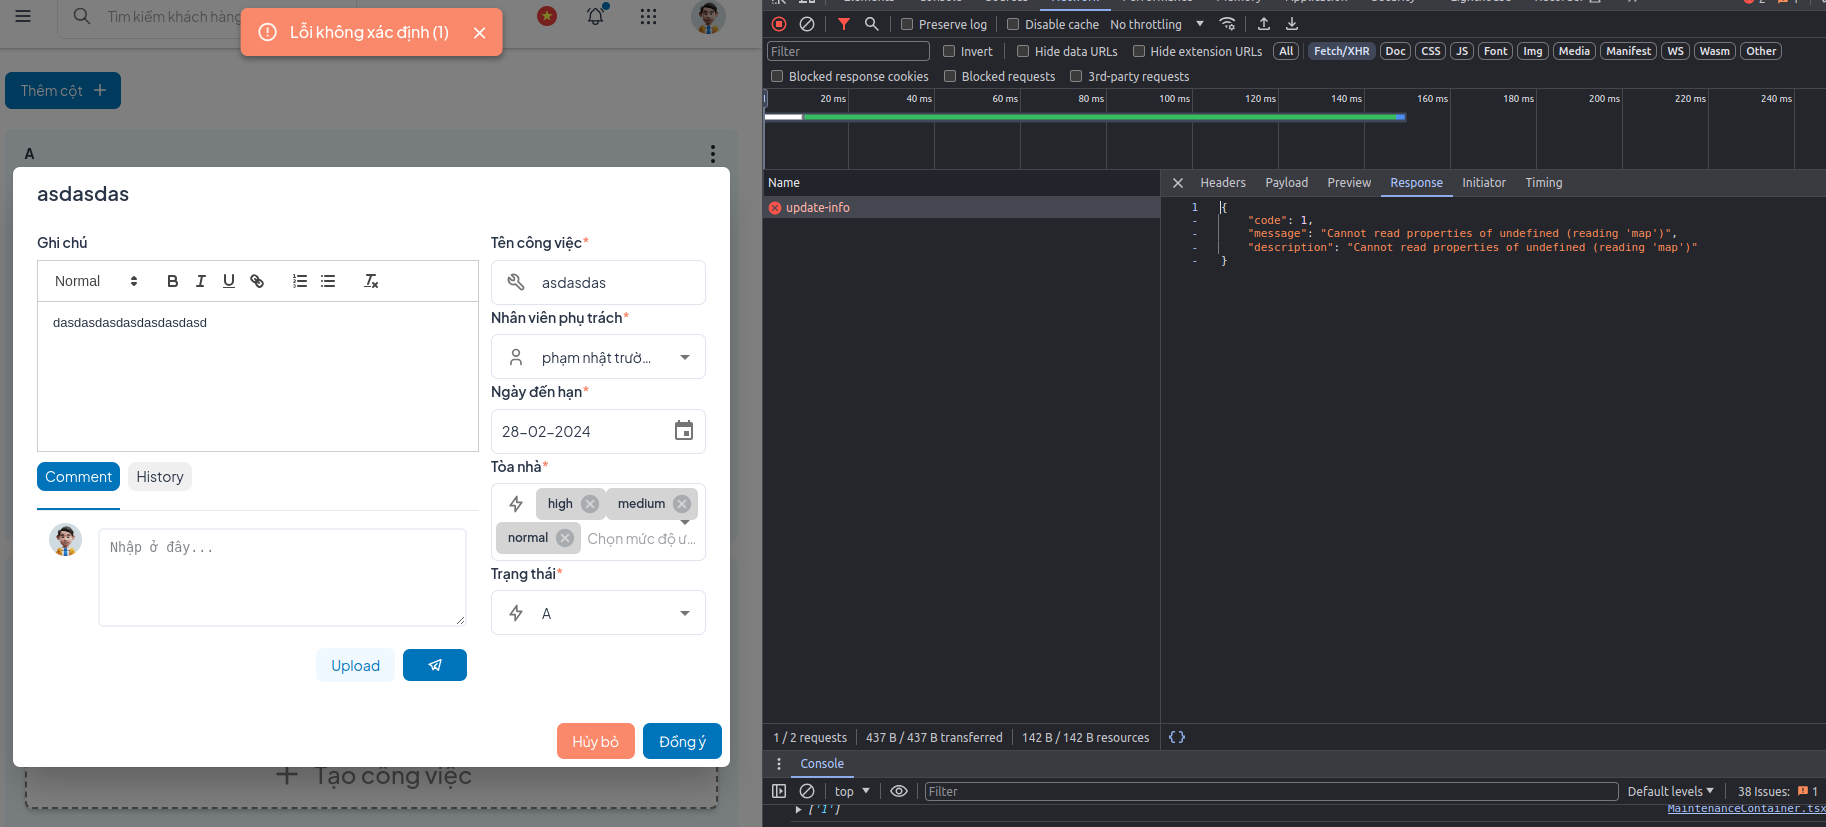 Tìm kiếm khách hàng
Lỗi không xác định (1)
Thêm cột
A
asdasdas
Ghi chú
Normal
dasdasdasdasdasdasdasd
Comment
History
Nhập ở đây...
Upload
Tên công việc*
asdasdas
Nhân viên phụ trách*
phạm nhật trườ...
Ngày đến hạn*
28-02-2024
Tòa nhà*
high
medium
normal
Chọn mức độ ư...
Trạng thái*
A
Hủy bỏ
Đồng ý
Tạo công việc
Preserve log
Disable cache
No throttling
Filter
Invert
Hide data URLs
Hide extension URLs
All
Fetch/XHR
Doc
CSS
JS
Font
Img
Media
Manifest
WS
Wasm
Other
Blocked response cookies
Blocked requests
3rd-party requests
20 ms
40 ms
60 ms
80 ms
100 ms
120 ms
140 ms
160 ms
180 ms
200 ms
220 ms
240 ms
Name
update-info
Headers
Payload
Preview
Response
Initiator
Timing
1 {
- "code": 1,
- "message": "Cannot read properties of undefined (reading 'map')",
- "description": "Cannot read properties of undefined (reading 'map')"
- }
1 / 2 requests
437 B / 437 B transferred
142 B / 142 B resources
{}
Console
top
Filter
Default levels
38 Issues:
1
['1']
MaintenanceContainer.tsx